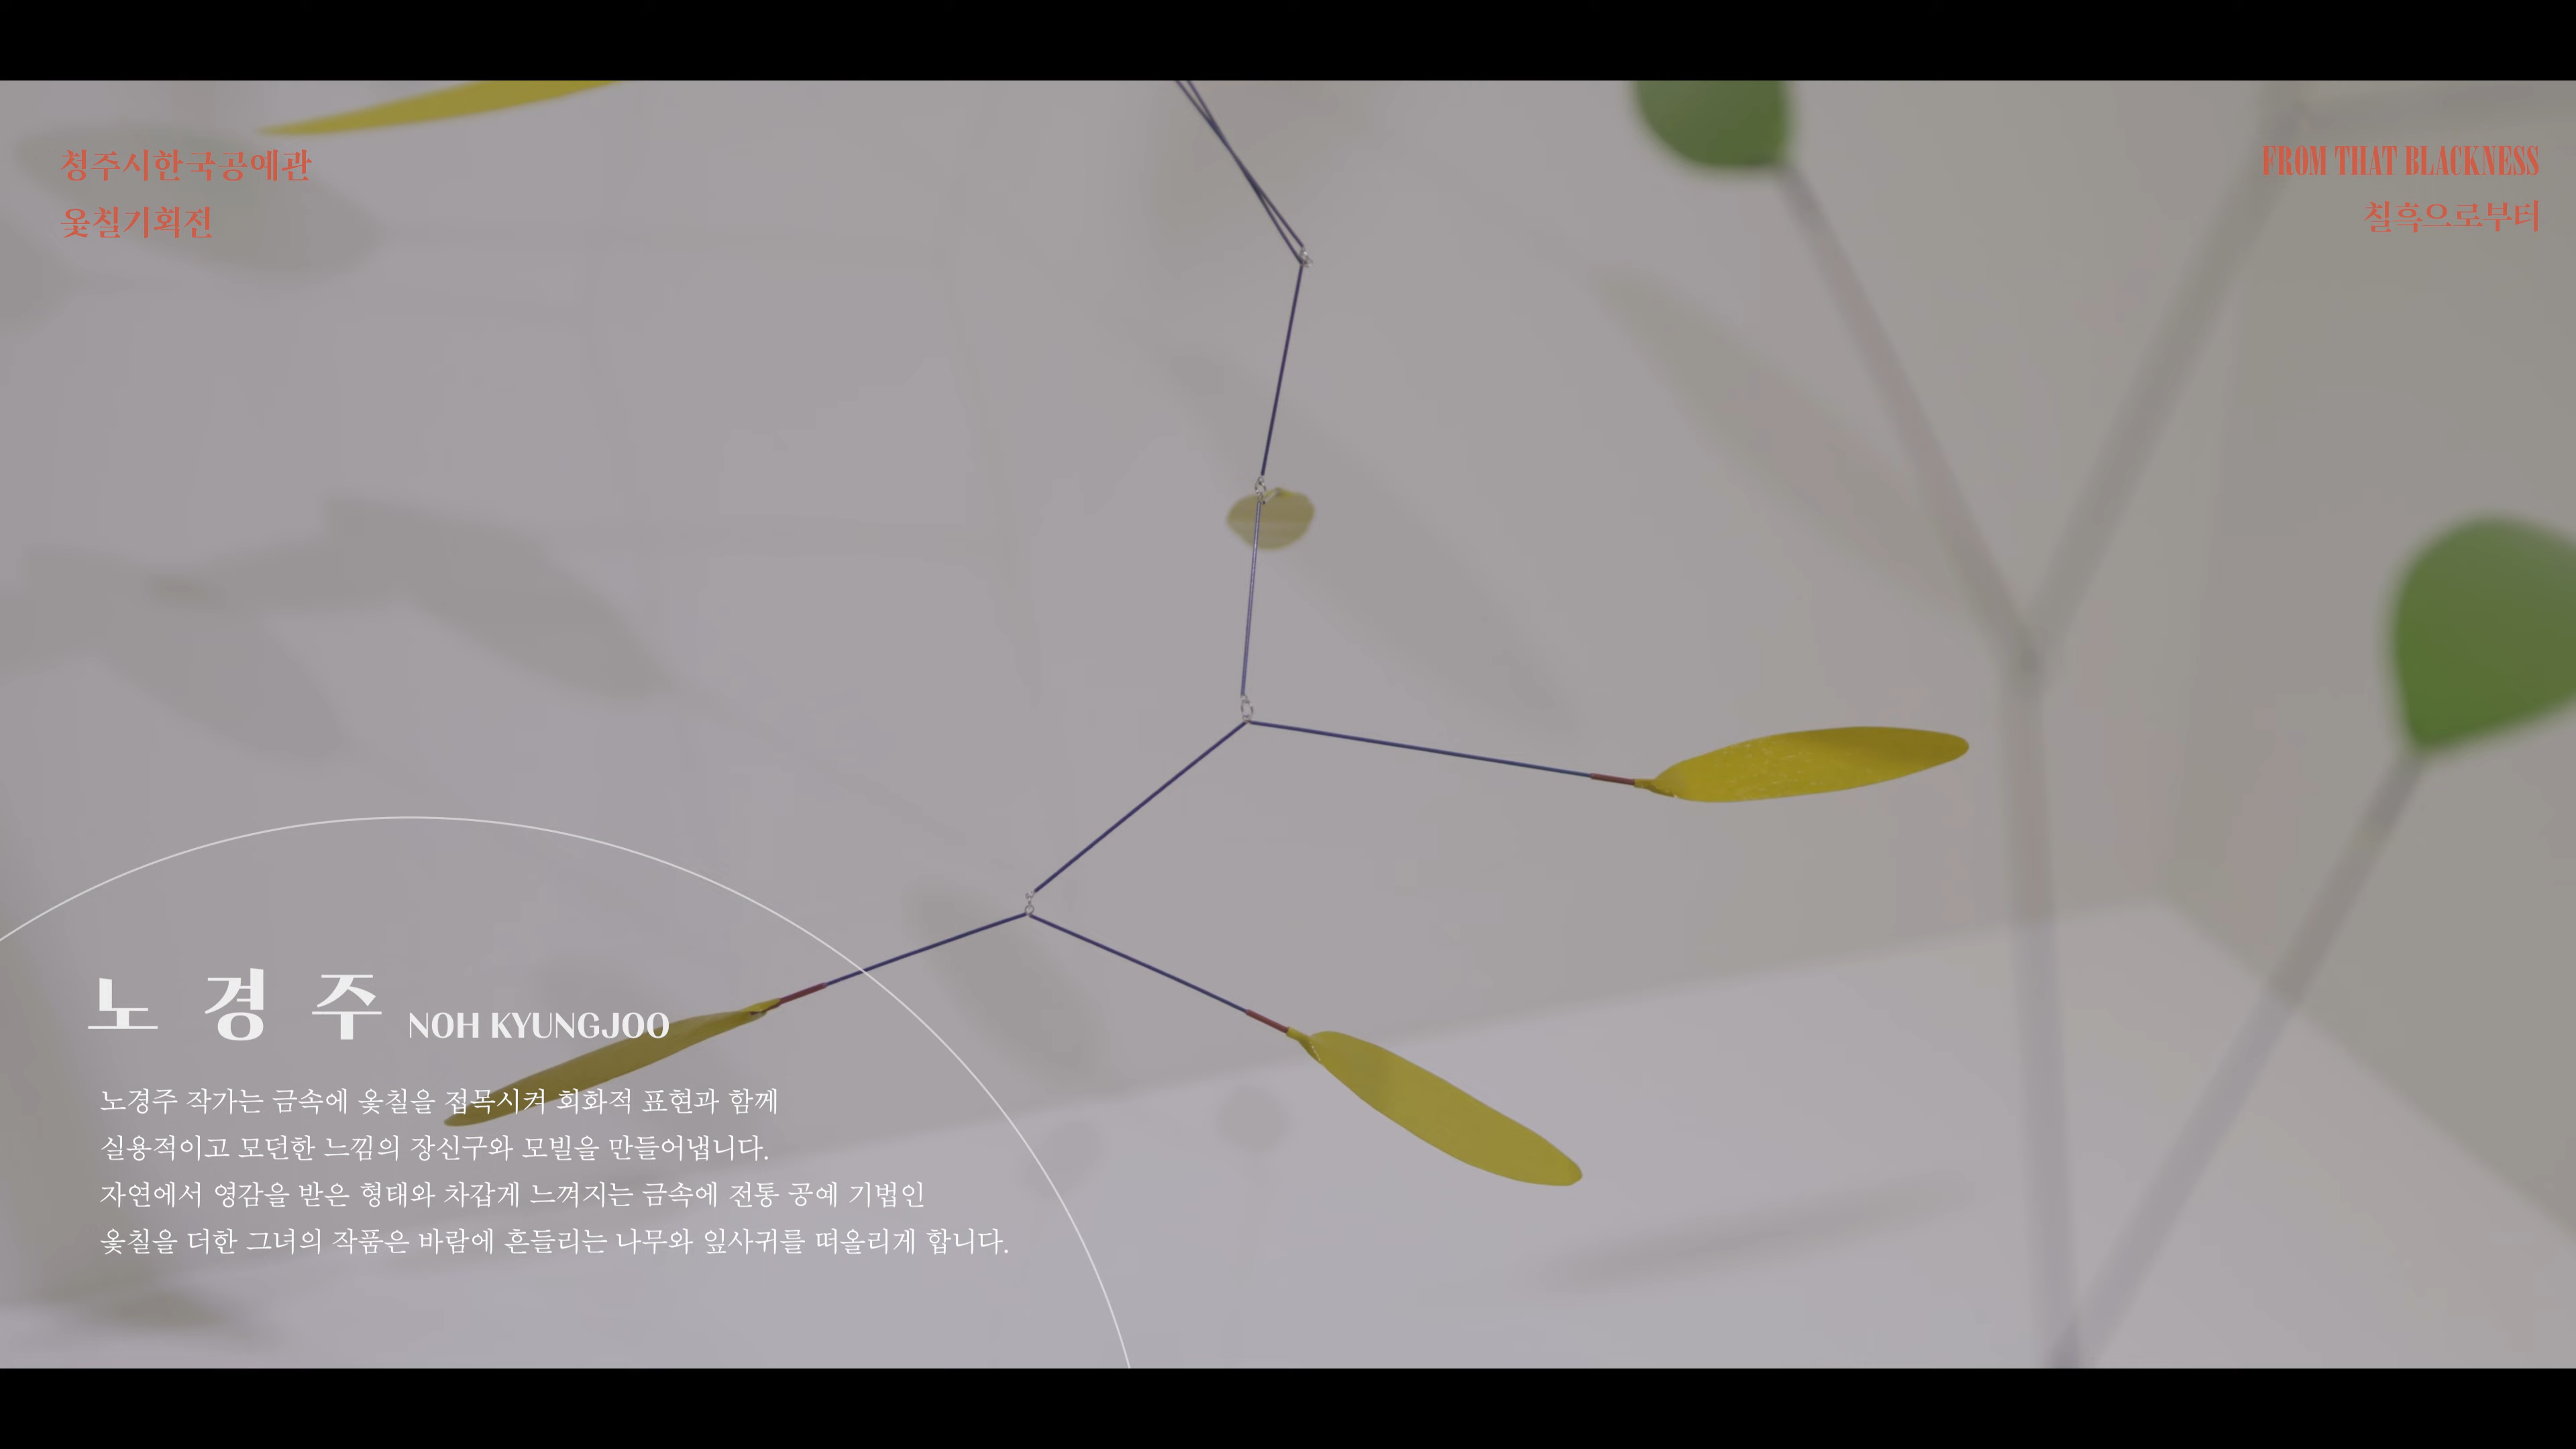 청주시한국공예관
옻칠기획전
FROM THAT BLACKNESS
칠흑으로부터
노경주 NOH KYUNGJOO
노경주 작가는 금속에 옻칠을 접목시켜 회화적 표현과 함께
실용적이고 모던한 느낌의 장신구와 모빌을 만들어냅니다.
자연에서 영감을 받은 형태와 차갑게 느껴지는 금속에 전통 공예 기법인
옻칠을 더한 그녀의 작품은 바람에 흔들리는 나무와 잎사귀를 떠올리게 합니다.